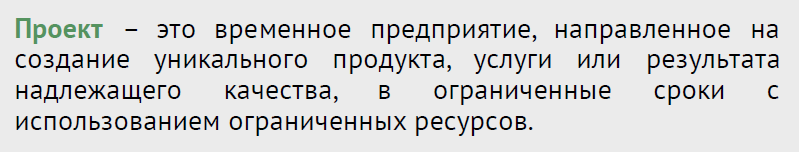 Проект – это временное предприятие, направленное на
создание уникального продукта, услуги или результата
надлежащего качества, в ограниченные сроки с
использованием ограниченных ресурсов.